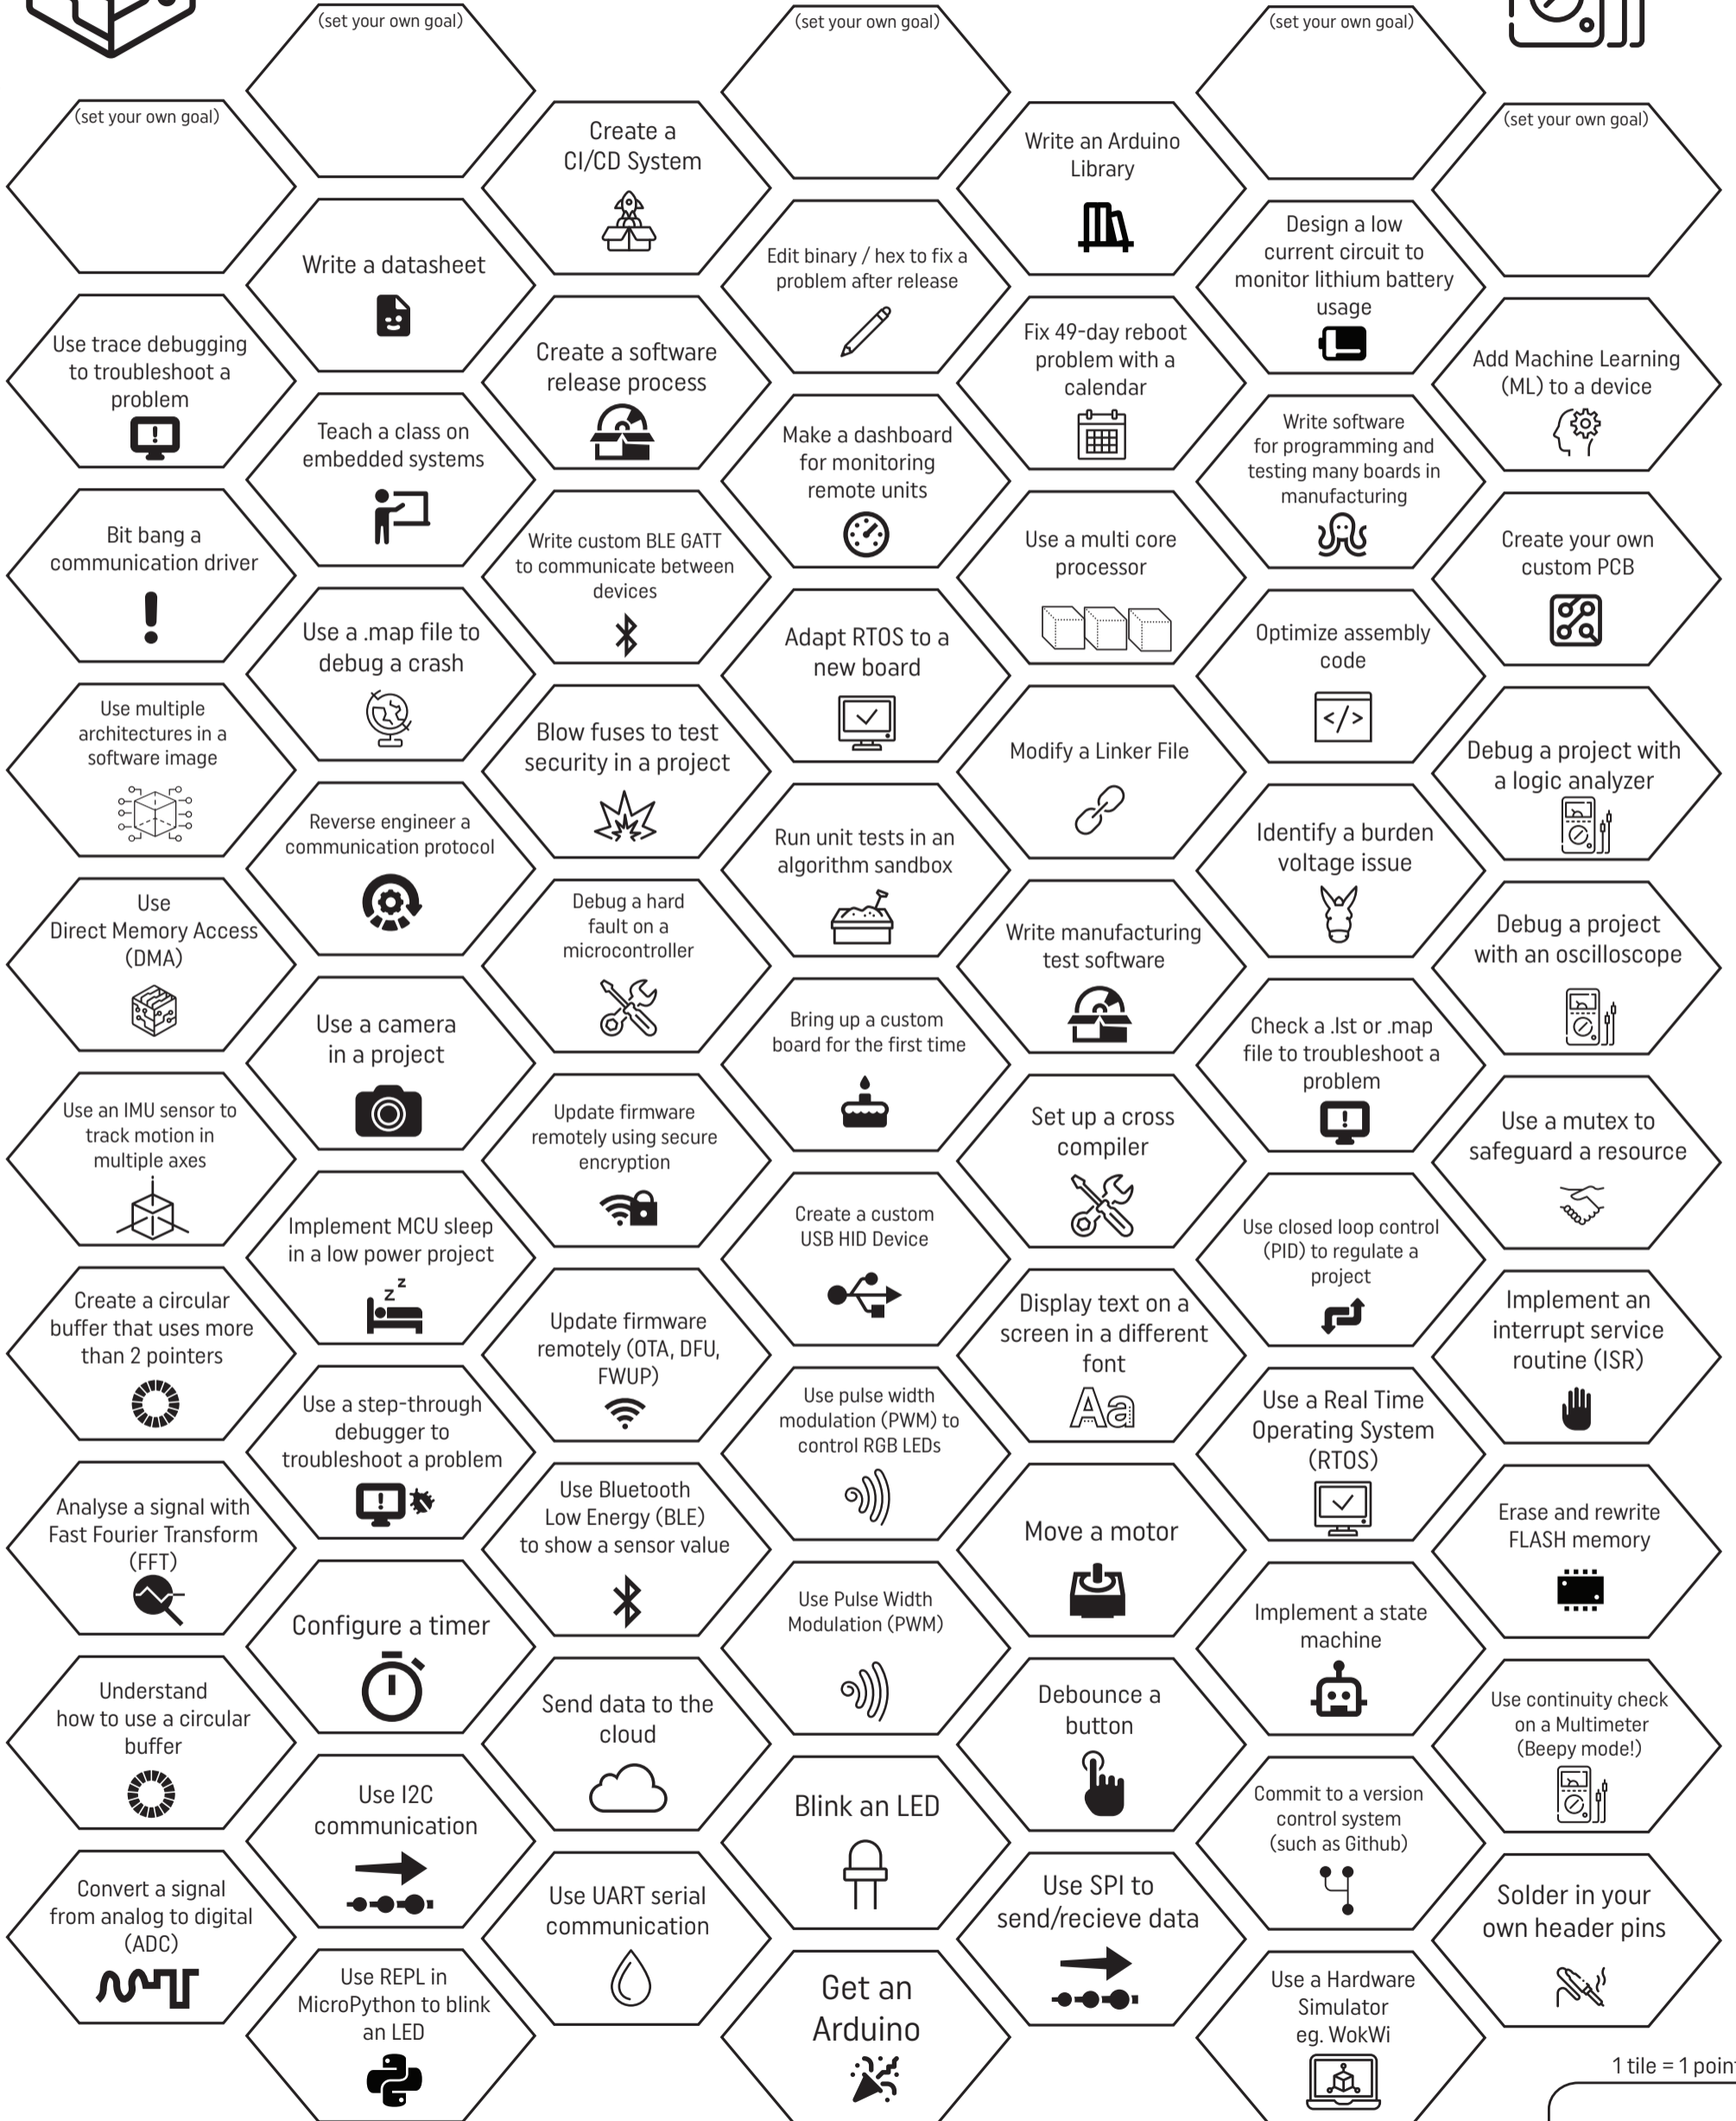 (set your own goal)
(set your own goal)
(set your own goal)
(set your own goal)
Create a
CI/CD System
Write an Arduino
Library
(set your own goal)
Write a datasheet
Edit binary / hex to fix a
problem after release
Design a low
current circuit to
monitor lithium battery
usage
Use trace debugging
to troubleshoot a
problem
Create a software
release process
Fix 49-day reboot
problem with a
calendar
Add Machine Learning
(ML) to a device
Teach a class on
embedded systems
Make a dashboard
for monitoring
remote units
Write software
for programming and
testing many boards in
manufacturing
Bit bang a
communication driver
Write custom BLE GATT
to communicate between
devices
Use a multi core
processor
Create your own
custom PCB
Use a .map file to
debug a crash
Adapt RTOS to a
new board
Optimize assembly
code
</>
Use multiple
architectures in a
software image
Blow fuses to test
security in a project
Modify a Linker File
Debug a project with
a logic analyzer
Reverse engineer a
communication protocol
Run unit tests in an
algorithm sandbox
Identify a burden
voltage issue
Use
Direct Memory Access
(DMA)
Debug a hard
fault on a
microcontroller
Write manufacturing
test software
Debug a project
with an oscilloscope
Use a camera
in a project
Bring up a custom
board for the first time
Check a .lst or .map
file to troubleshoot a
problem
Use an IMU sensor to
track motion in
multiple axes
Update firmware
remotely using secure
encryption
Set up a cross
compiler
Use a mutex to
safeguard a resource
Implement MCU sleep
in a low power project
z
z
Create a custom
USB HID Device
Use closed loop control
(PID) to regulate a
project
Create a circular
buffer that uses more
than 2 pointers
Update firmware
remotely (OTA, DFU,
FWUP)
Display text on a
screen in a different
font
Aa
Implement an
interrupt service
routine (ISR)
Use a step-through
debugger to
troubleshoot a problem
Use pulse width
modulation (PWM) to
control RGB LEDs
Use a Real Time
Operating System
(RTOS)
Analyse a signal with
Fast Fourier Transform
(FFT)
Use Bluetooth
Low Energy (BLE)
to show a sensor value
Move a motor
Erase and rewrite
FLASH memory
Configure a timer
Use Pulse Width
Modulation (PWM)
Implement a state
machine
Understand
how to use a circular
buffer
Send data to the
cloud
Debounce a
button
Use continuity check
on a Multimeter
(Beepy mode!)
Use I2C
communication
Blink an LED
Commit to a version
control system
(such as Github)
Convert a signal
from analog to digital
(ADC)
Use UART serial
communication
Use SPI to
send/recieve data
Solder in your
own header pins
Use REPL in
MicroPython to blink
an LED
Get an
Arduino
Use a Hardware
Simulator
eg. WokWi
1 tile = 1 point